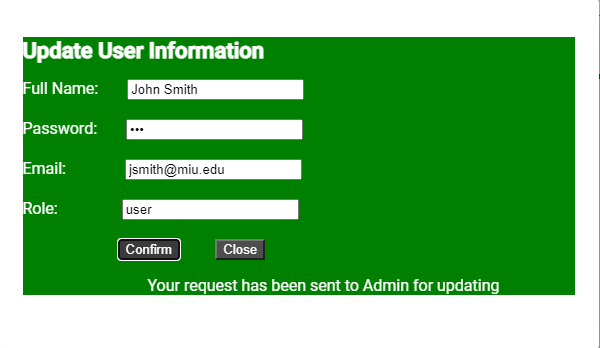 Update User Information
Full Name: John Smith
Password: •••
Email: jsmith@miu.edu
Role: user
Confirm Close
Your request has been sent to Admin for updating